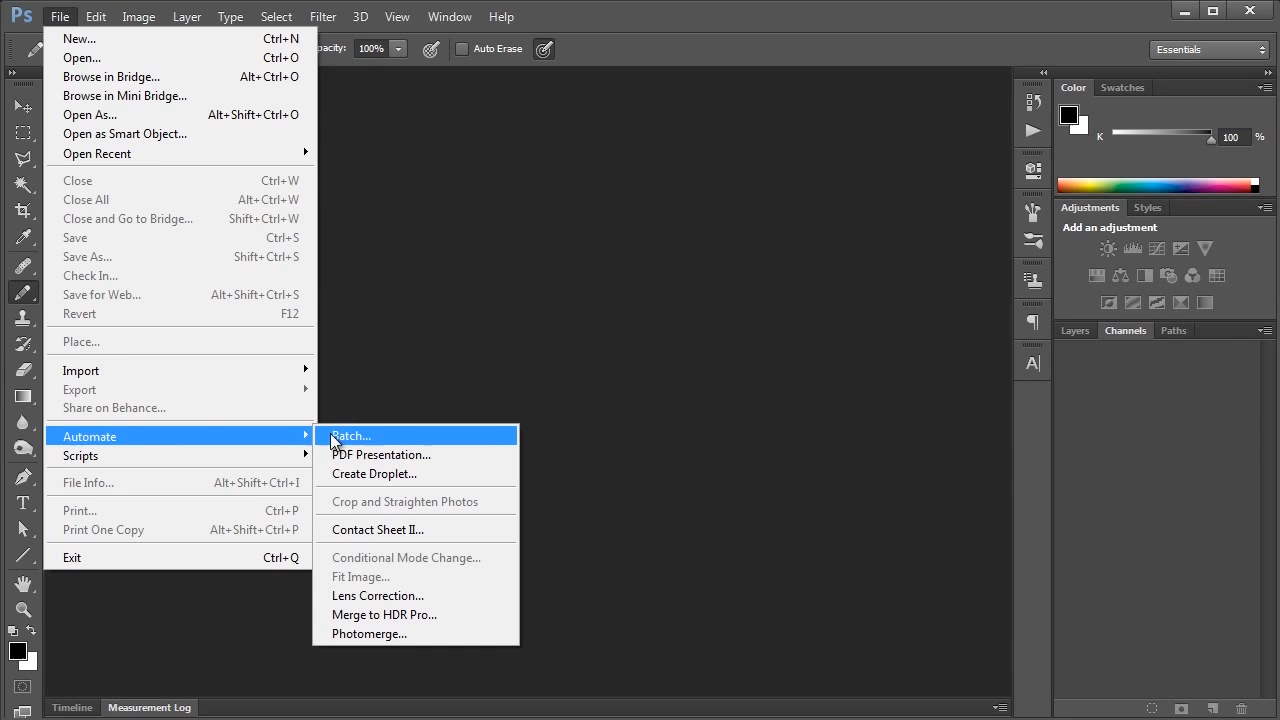 Ps File Edit Image Layer Type Select Filter 3D View Window Help
pacity: 100% Auto Erase Essentials
New... Ctrl+N
Open... Ctrl+O
Browse in Bridge... Alt+Ctrl+O
Browse in Mini Bridge...
Open As... Alt+Shift+Ctrl+O
Open as Smart Object...
Open Recent
Close Ctrl+W
Close All Alt+Ctrl+W
Close and Go to Bridge... Shift+Ctrl+W
Save Ctrl+S
Save As... Shift+Ctrl+S
Check In...
Save for Web... Alt+Shift+Ctrl+S
Revert F12
Place...
Import
Export
Share on Behance...
Automate
Scripts
File Info... Alt+Shift+Ctrl+I
Print... Ctrl+P
Print One Copy Alt+Shift+Ctrl+P
Exit Ctrl+Q
Batch...
PDF Presentation...
Create Droplet...
Crop and Straighten Photos
Contact Sheet II...
Conditional Mode Change...
Fit Image...
Lens Correction...
Merge to HDR Pro...
Photomerge...
Color Swatches
K 100 %
Adjustments Styles
Add an adjustment
Layers Channels Paths
Timeline Measurement Log